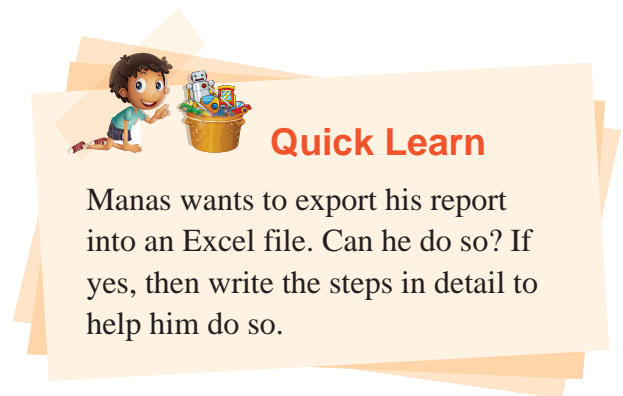 Quick Learn
Manas wants to export his report
into an Excel file. Can he do so? If
yes, then write the steps in detail to
help him do so.